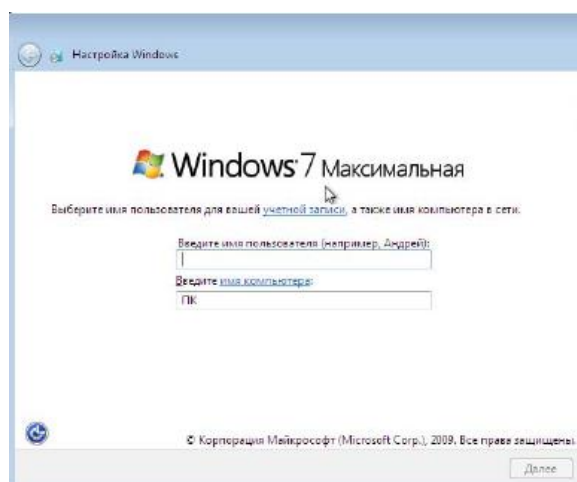 Настройка Windows
Windows 7 Максимальная
Выберите имя пользователя для вашей учетной записи, а также имя компьютера в сети.
Введите имя пользователя (например, Андрей):
Введите имя компьютера:
ПК
© Корпорация Майкрософт (Microsoft Corp.), 2009. Все права защищены.
Далее